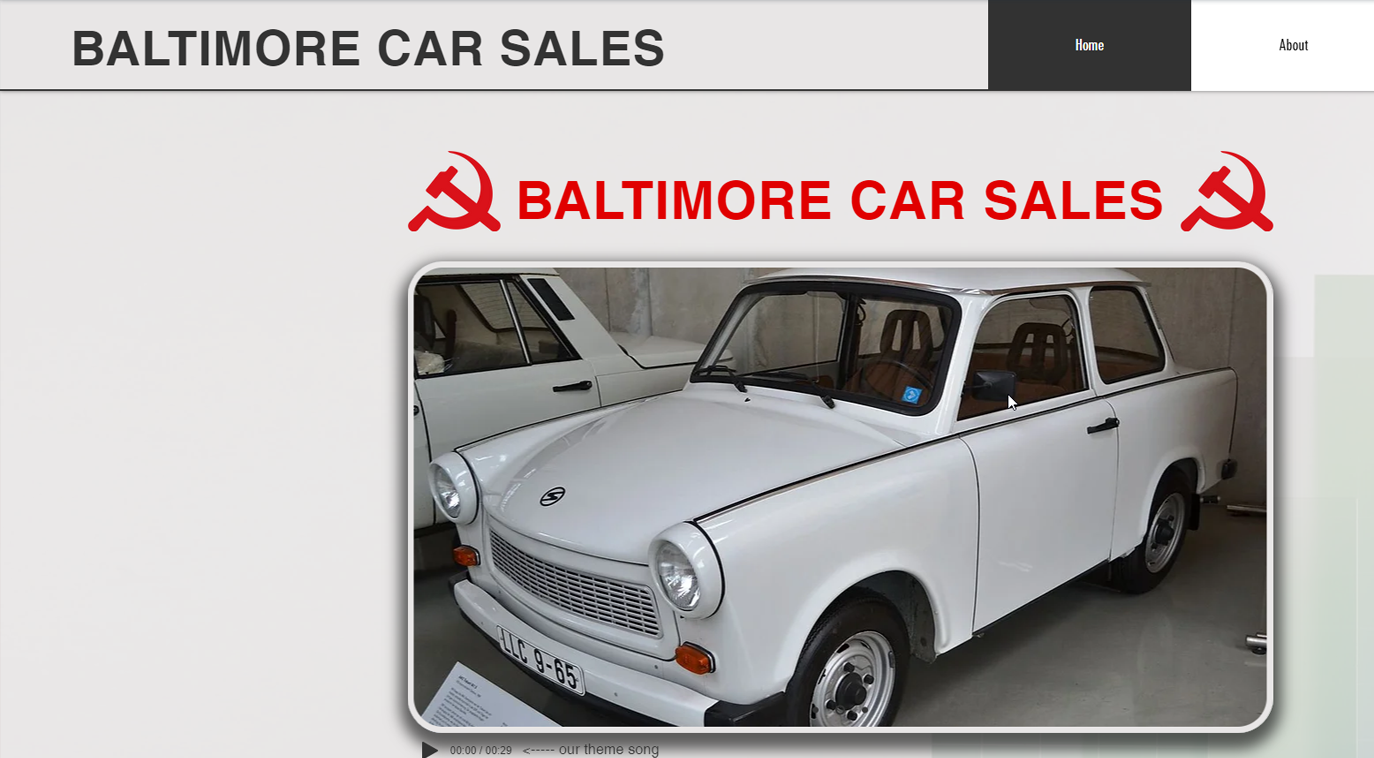 BALTIMORE CAR SALES
Home
About
BALTIMORE CAR SALES
LLC 9-65
00:00 / 00:29 <----- our theme song